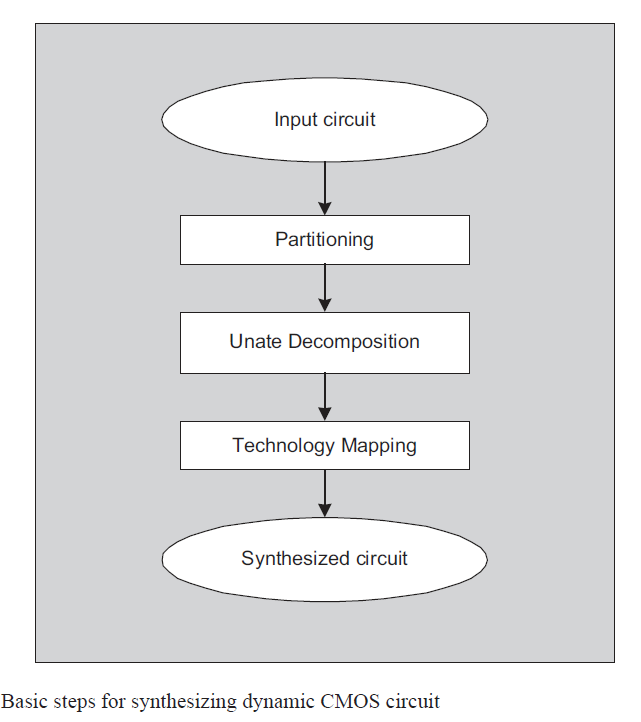 Input circuit
Partitioning
Unate Decomposition
Technology Mapping
Synthesized circuit
Basic steps for synthesizing dynamic CMOS circuit